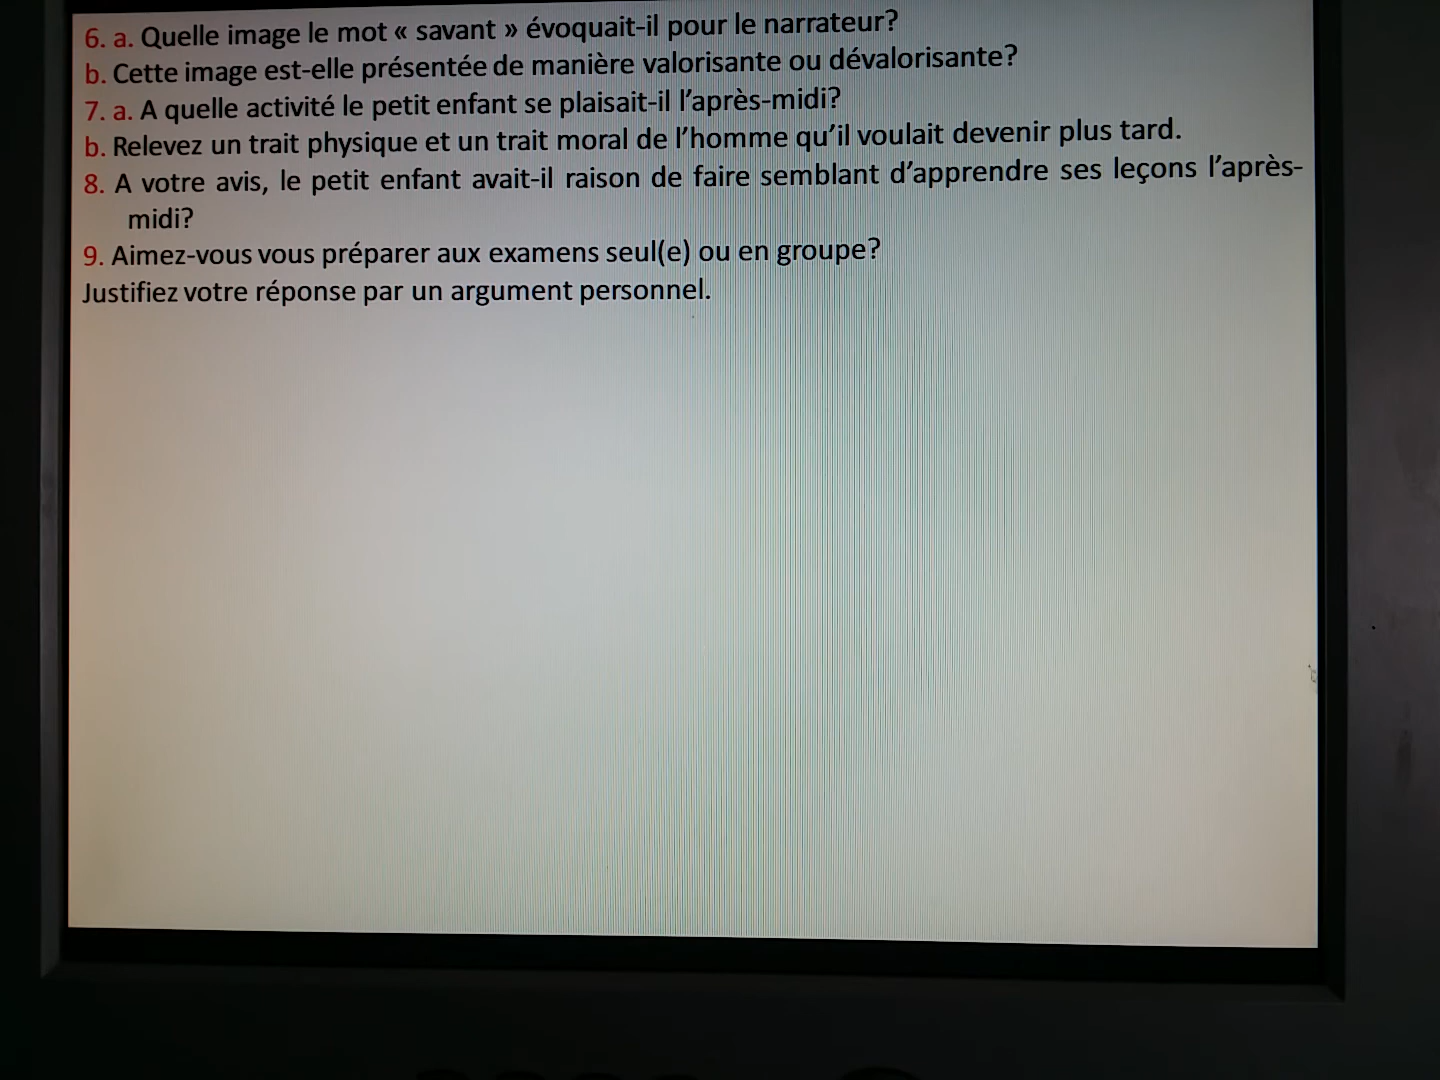 6. a. Quelle image le mot « savant » évoquait-il pour le narrateur?
b. Cette image est-elle présentée de manière valorisante ou dévalorisante?
7. a. A quelle activité le petit enfant se plaisait-il l’après-midi?
b. Relevez un trait physique et un trait moral de l’homme qu’il voulait devenir plus tard.
8. A votre avis, le petit enfant avait-il raison de faire semblant d’apprendre ses leçons l’après-
midi?
9. Aimez-vous vous préparer aux examens seul(e) ou en groupe?
Justifiez votre réponse par un argument personnel.